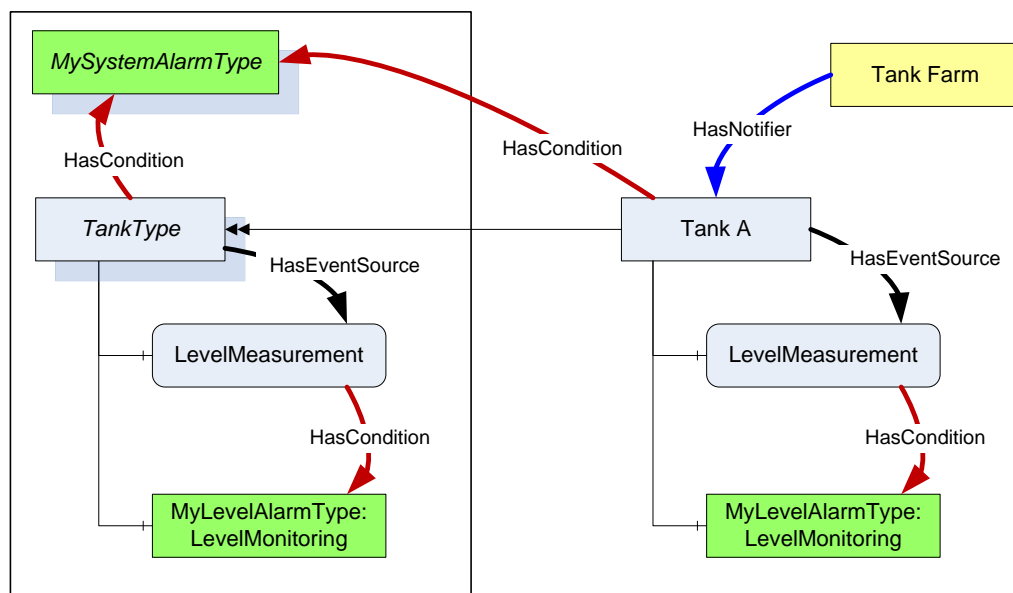 MySystemAlarmType
Tank Farm
HasNotifier
HasCondition
HasCondition
TankType
Tank A
HasEventSource
HasEventSource
LevelMeasurement
LevelMeasurement
HasCondition
HasCondition
MyLevelAlarmType:
LevelMonitoring
MyLevelAlarmType:
LevelMonitoring